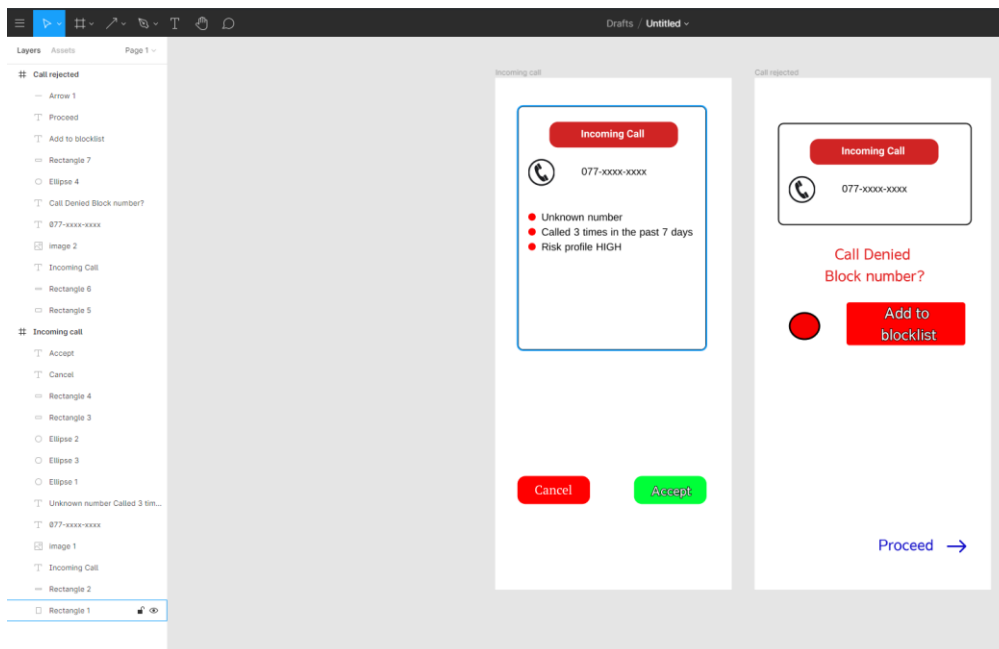 Drafts / Untitled
Layers Assets Page 1
Call rejected
Arrow 1
Proceed
Add to blocklist
Rectangle 7
Ellipse 4
Call Denied Block number?
077-xxxx-xxxx
image 2
Incoming Call
Rectangle 6
Rectangle 5
Incoming call
Accept
Cancel
Rectangle 4
Rectangle 3
Ellipse 2
Ellipse 3
Ellipse 1
Unknown number Called 3 tim...
077-xxxx-xxxx
image 1
Incoming Call
Rectangle 2
Rectangle 1
Incoming call
Incoming Call
077-xxxx-xxxx
Unknown number
Called 3 times in the past 7 days
Risk profile HIGH
Cancel
Accept
Call rejected
Incoming Call
077-xxxx-xxxx
Call Denied
Block number?
Add to
blocklist
Proceed